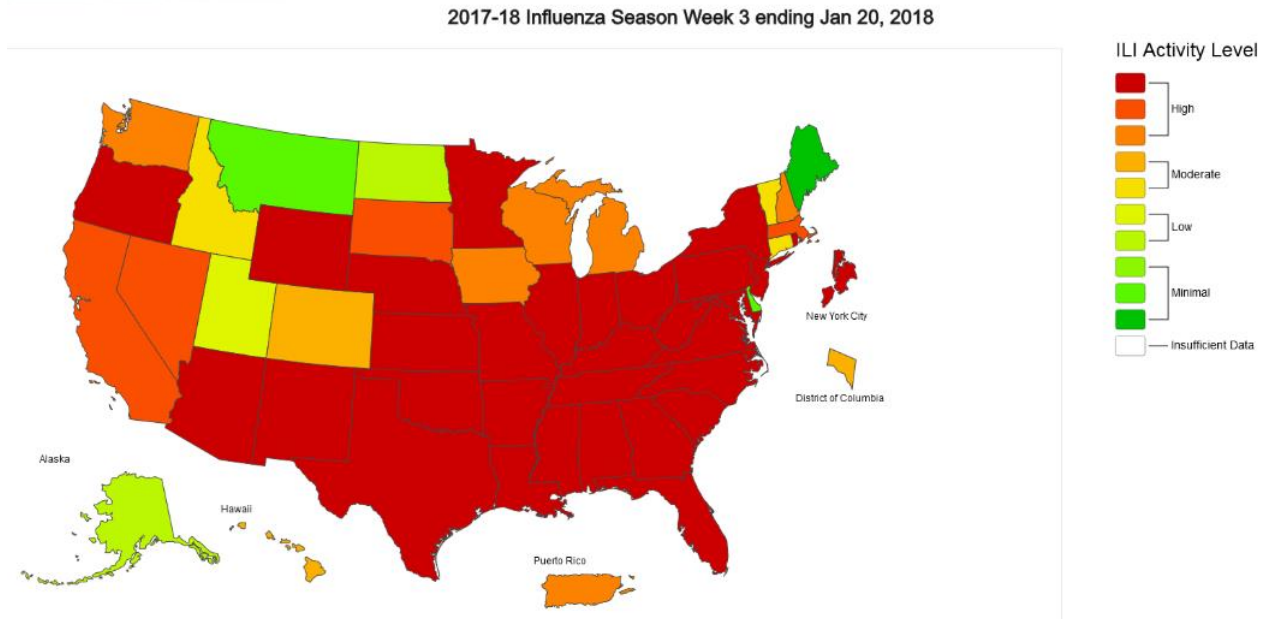 2017-18 Influenza Season Week 3 ending Jan 20, 2018
ILI Activity Level
High
Moderate
Low
Minimal
Insufficient Data
New York City
District of Columbia
Alaska
Hawaii
Puerto Rico